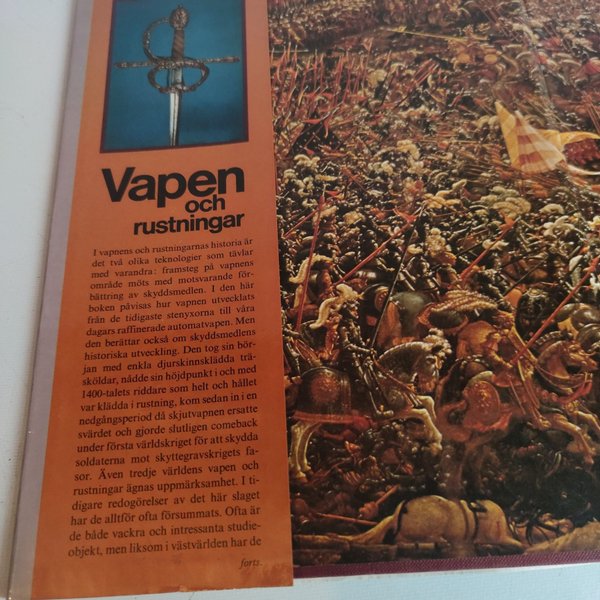 Vapen
och
rustningar
I vapnens och rustningarnas historia är
det två olika teknologier som tävlar
med varandra: framsteg på vapnens
område möts med motsvarande för-
bättring av skyddsmedlen. I den här
boken påvisas hur vapnen utvecklats
från de tidigaste stenyxorna till våra
dagars raffinerade automatvapen. Men
den berättar också om skyddsmedlens
historiska utveckling. Den tog sin bör-
jan med enkla djurskinnsklädda trä-
sköldar, nådde sin höjdpunkt i och med
1400-talets riddare som helt och hållet
var klädda i rustning, kom sedan in i en
nedgångsperiod då skjutvapnen ersatte
svärdet och gjorde slutligen comeback
under första världskriget för att skydda
soldaterna mot skyttegravskrigets fa-
sor. Även tredje världens vapen och
rustningar ägnas uppmärksamhet. I ti-
digare redogörelser av det här slaget
har de alltför ofta försummats. Ofta är
de både vackra och intressanta studie-
objekt, men liksom i västvärlden har de
forts.